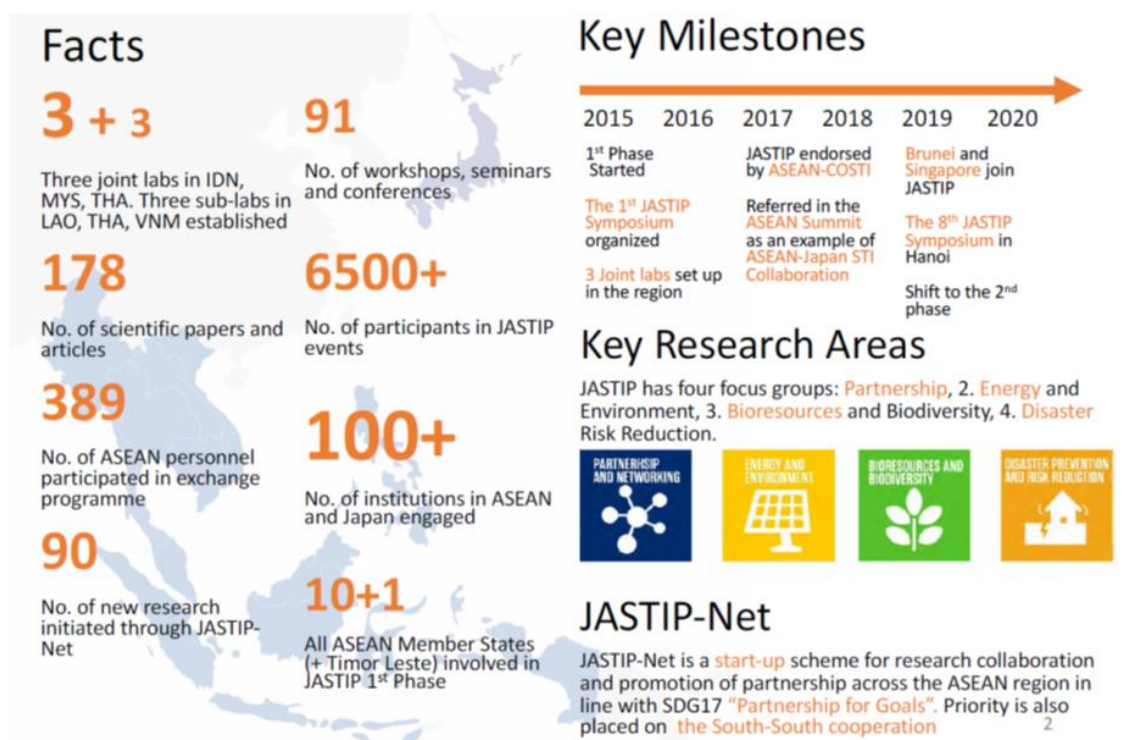 Facts
3 + 3
Three joint labs in IDN,
MYS, THA. Three sub-labs in
LAO, THA, VNM established
91
No. of workshops, seminars
and conferences
178
No. of scientific papers and
articles
6500+
No. of participants in JASTIP
events
389
No. of ASEAN personnel
participated in exchange
programme
100+
No. of institutions in ASEAN
and Japan engaged
90
No. of new research
initiated through JASTIP-
Net
10+1
All ASEAN Member States
(+ Timor Leste) involved in
JASTIP 1st Phase
Key Milestones
2015 2016 2017 2018 2019 2020
1st Phase
Started
The 1st JASTIP
Symposium
organized
3 Joint labs set up
in the region
JASTIP endorsed
by ASEAN-COSTI
Referred in the
ASEAN Summit
as an example of
ASEAN-Japan STI
Collaboration
Brunei and
Singapore join
JASTIP
The 8th JASTIP
Symposium in
Hanoi
Shift to the 2nd
phase
Key Research Areas
JASTIP has four focus groups: Partnership, 2. Energy and
Environment, 3. Bioresources and Biodiversity, 4. Disaster
Risk Reduction.
PARTNERHSIP
AND NETWORKING
ENERGY AND
ENVIRONMENT
BIORESOURCES AND
BIODIVERSITY
DISASTER PREVENTION
AND RISK REDUCTION
JASTIP-Net
JASTIP-Net is a start-up scheme for research collaboration
and promotion of partnership across the ASEAN region in
line with SDG17 “Partnership for Goals”. Priority is also
placed on the South-South cooperation
2